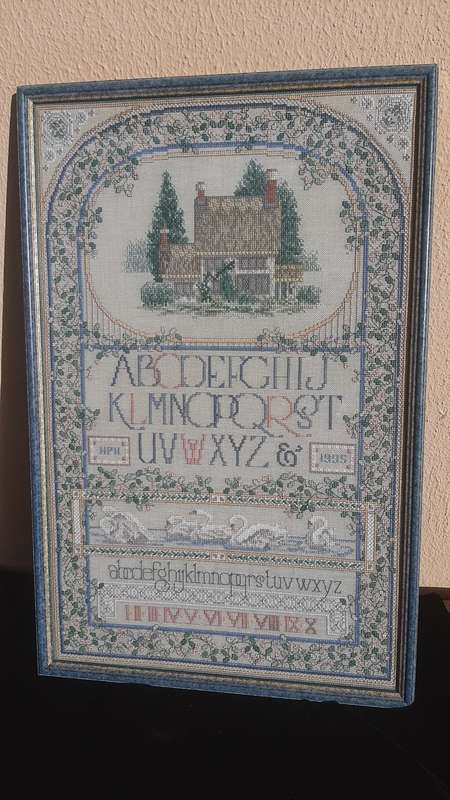 ABCDEFGHIJ
KLMNOPQRST
HPH UVWXYZ & 1995
abcdefghijklmnopqrstuvwxyz
I II III IV V VI VII VIII IX X